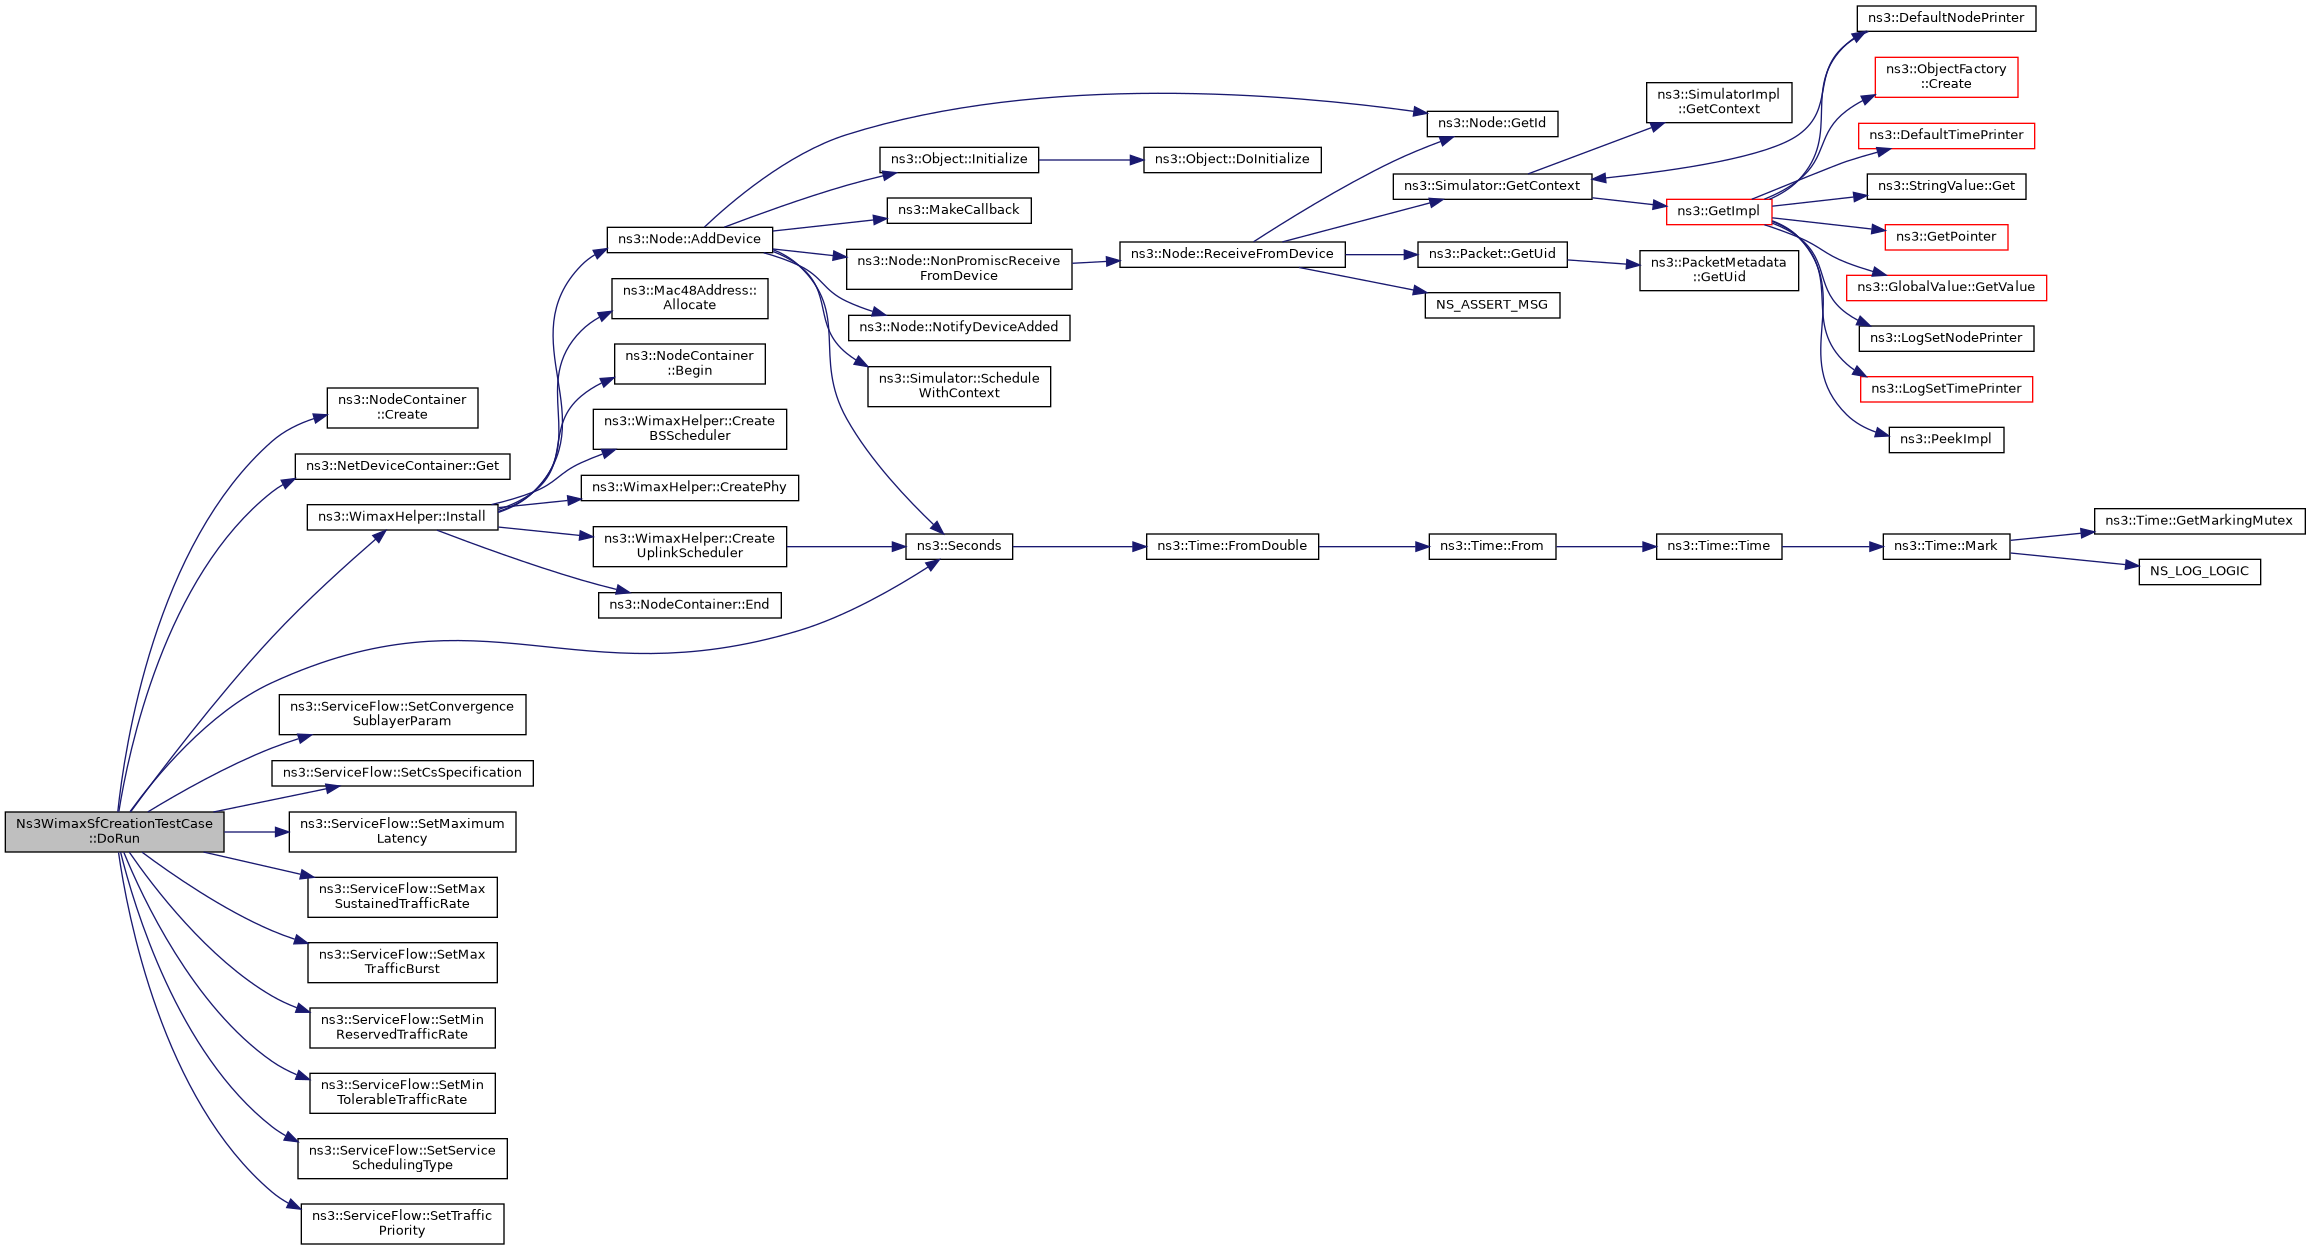 Ns3WimaxSfCreationTestCase
::DoRun
ns3::NodeContainer
::Create
ns3::NetDeviceContainer::Get
ns3::WimaxHelper::Install
ns3::ServiceFlow::SetConvergence
SublayerParam
ns3::ServiceFlow::SetCsSpecification
ns3::ServiceFlow::SetMaximum
Latency
ns3::ServiceFlow::SetMax
SustainedTrafficRate
ns3::ServiceFlow::SetMax
TrafficBurst
ns3::ServiceFlow::SetMin
ReservedTrafficRate
ns3::ServiceFlow::SetMin
TolerableTrafficRate
ns3::ServiceFlow::SetService
SchedulingType
ns3::ServiceFlow::SetTraffic
Priority
ns3::Node::AddDevice
ns3::Mac48Address::
Allocate
ns3::NodeContainer
::Begin
ns3::WimaxHelper::Create
BSScheduler
ns3::WimaxHelper::CreatePhy
ns3::WimaxHelper::Create
UplinkScheduler
ns3::NodeContainer::End
ns3::Object::Initialize
ns3::MakeCallback
ns3::Node::NonPromiscReceive
FromDevice
ns3::Node::NotifyDeviceAdded
ns3::Simulator::Schedule
WithContext
ns3::Seconds
ns3::Object::DoInitialize
ns3::Node::ReceiveFromDevice
ns3::Time::FromDouble
ns3::Node::GetId
ns3::Simulator::GetContext
ns3::Packet::GetUid
NS_ASSERT_MSG
ns3::Time::From
ns3::SimulatorImpl
::GetContext
ns3::GetImpl
ns3::PacketMetadata
::GetUid
ns3::Time::Time
ns3::DefaultNodePrinter
ns3::ObjectFactory
::Create
ns3::DefaultTimePrinter
ns3::StringValue::Get
ns3::GetPointer
ns3::GlobalValue::GetValue
ns3::LogSetNodePrinter
ns3::LogSetTimePrinter
ns3::PeekImpl
ns3::Time::Mark
ns3::Time::GetMarkingMutex
NS_LOG_LOGIC